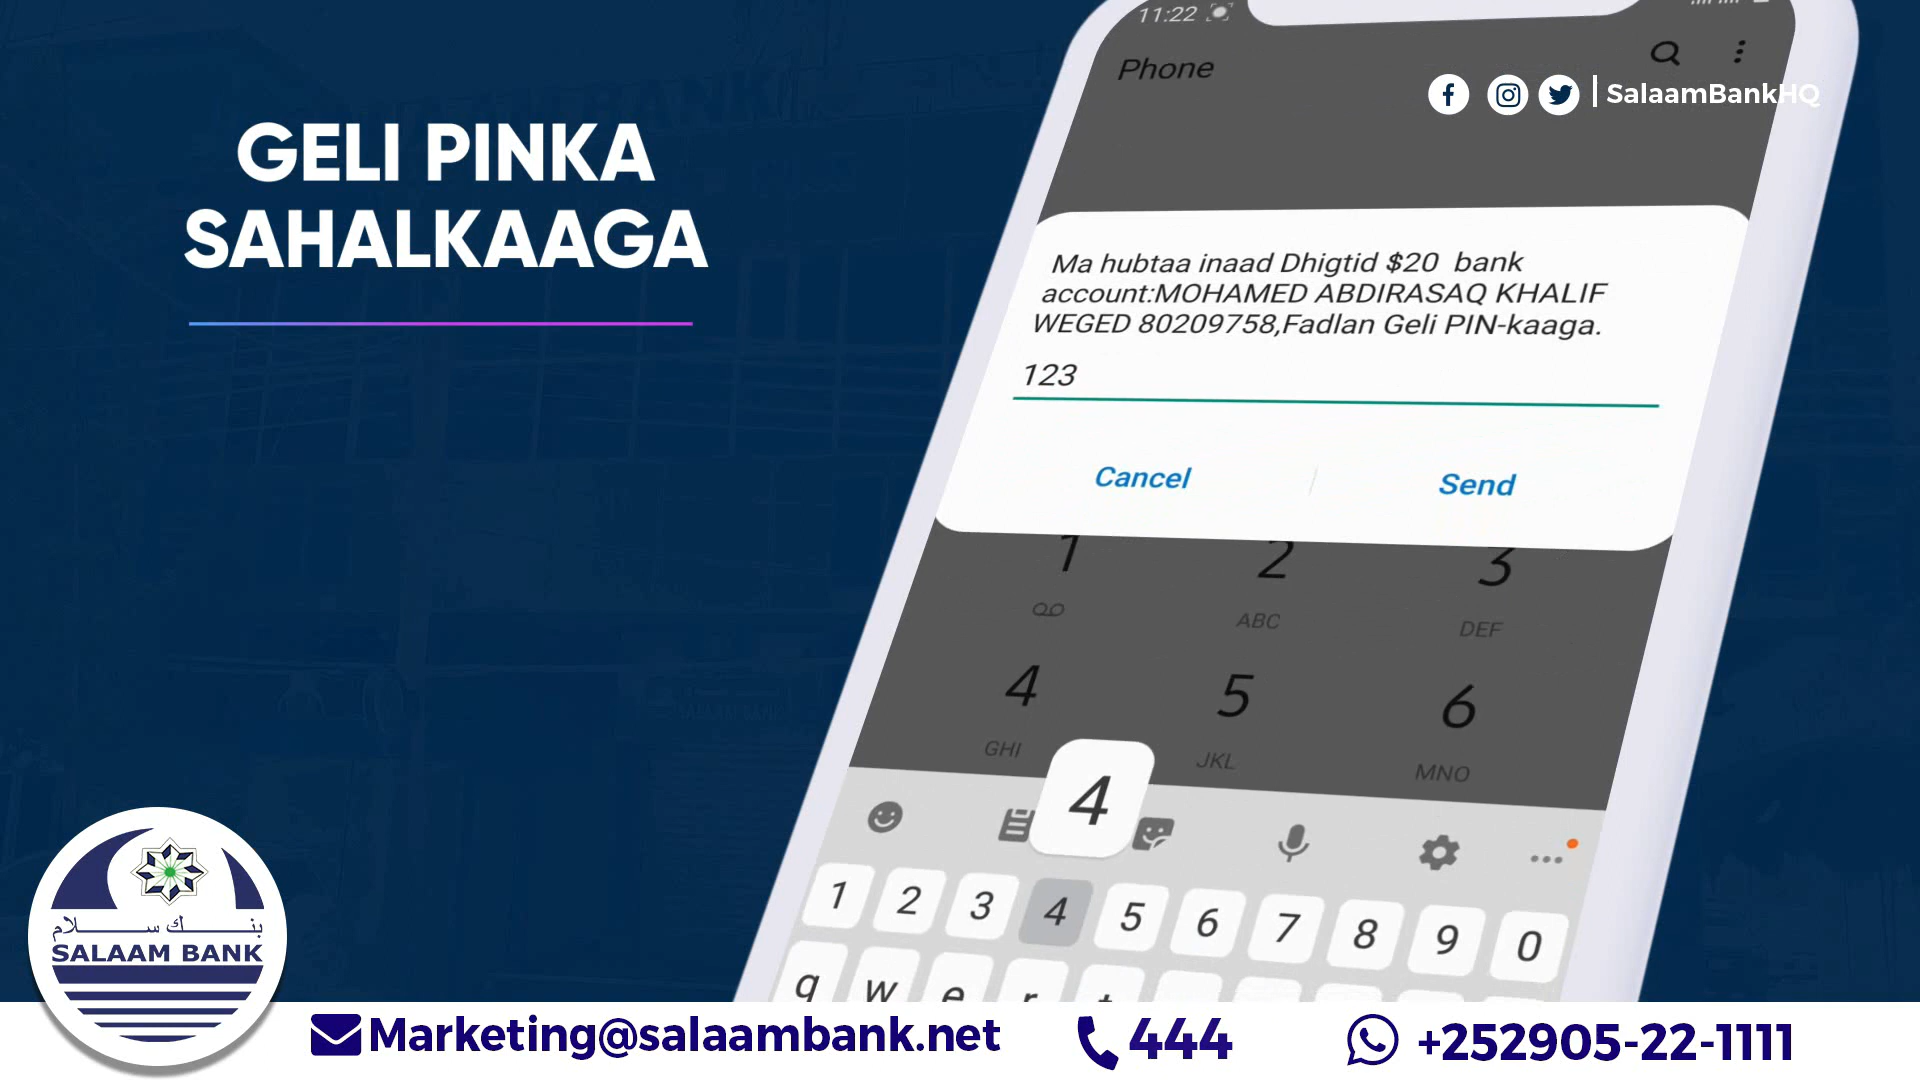 GELI PINKA
SAHALKAAGA
11:22
Phone
SalaamBankHQ
Ma hubtaa inaad Dhigtid $20 bank
account:MOHAMED ABDIRASAQ KHALIF
WEGED 80209758,Fadlan Geli PIN-kaaga.
123
Cancel
Send
1 2 3
ABC DEF
4 5 6
GHI JKL MNO
4
1 2 3 4 5 6 7 8 9 0
q w e r t
بنك سلام
SALAAM BANK
Marketing@salaambank.net
444
+252905-22-1111